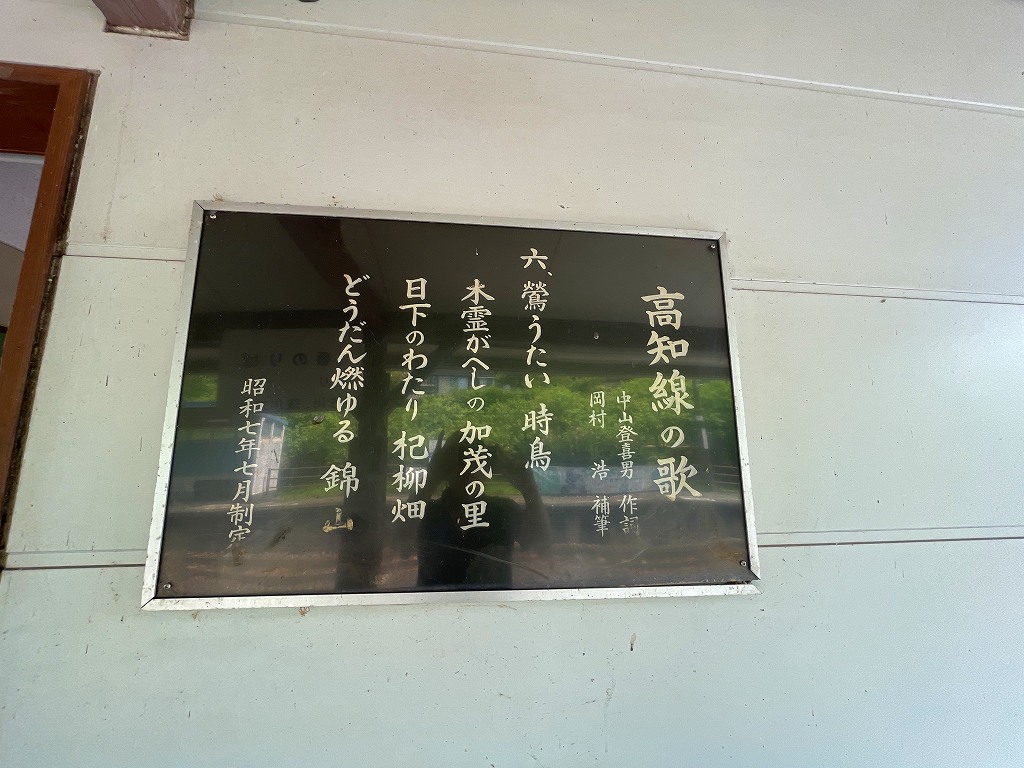 高知線の歌
中山登喜男 作詞
岡村 浩 補筆
六、鶯うたい 時鳥
木霊がへしの 加茂の里
日下のわたり 杞柳畑
どうだん燃ゆる 錦山
昭和七年七月制定